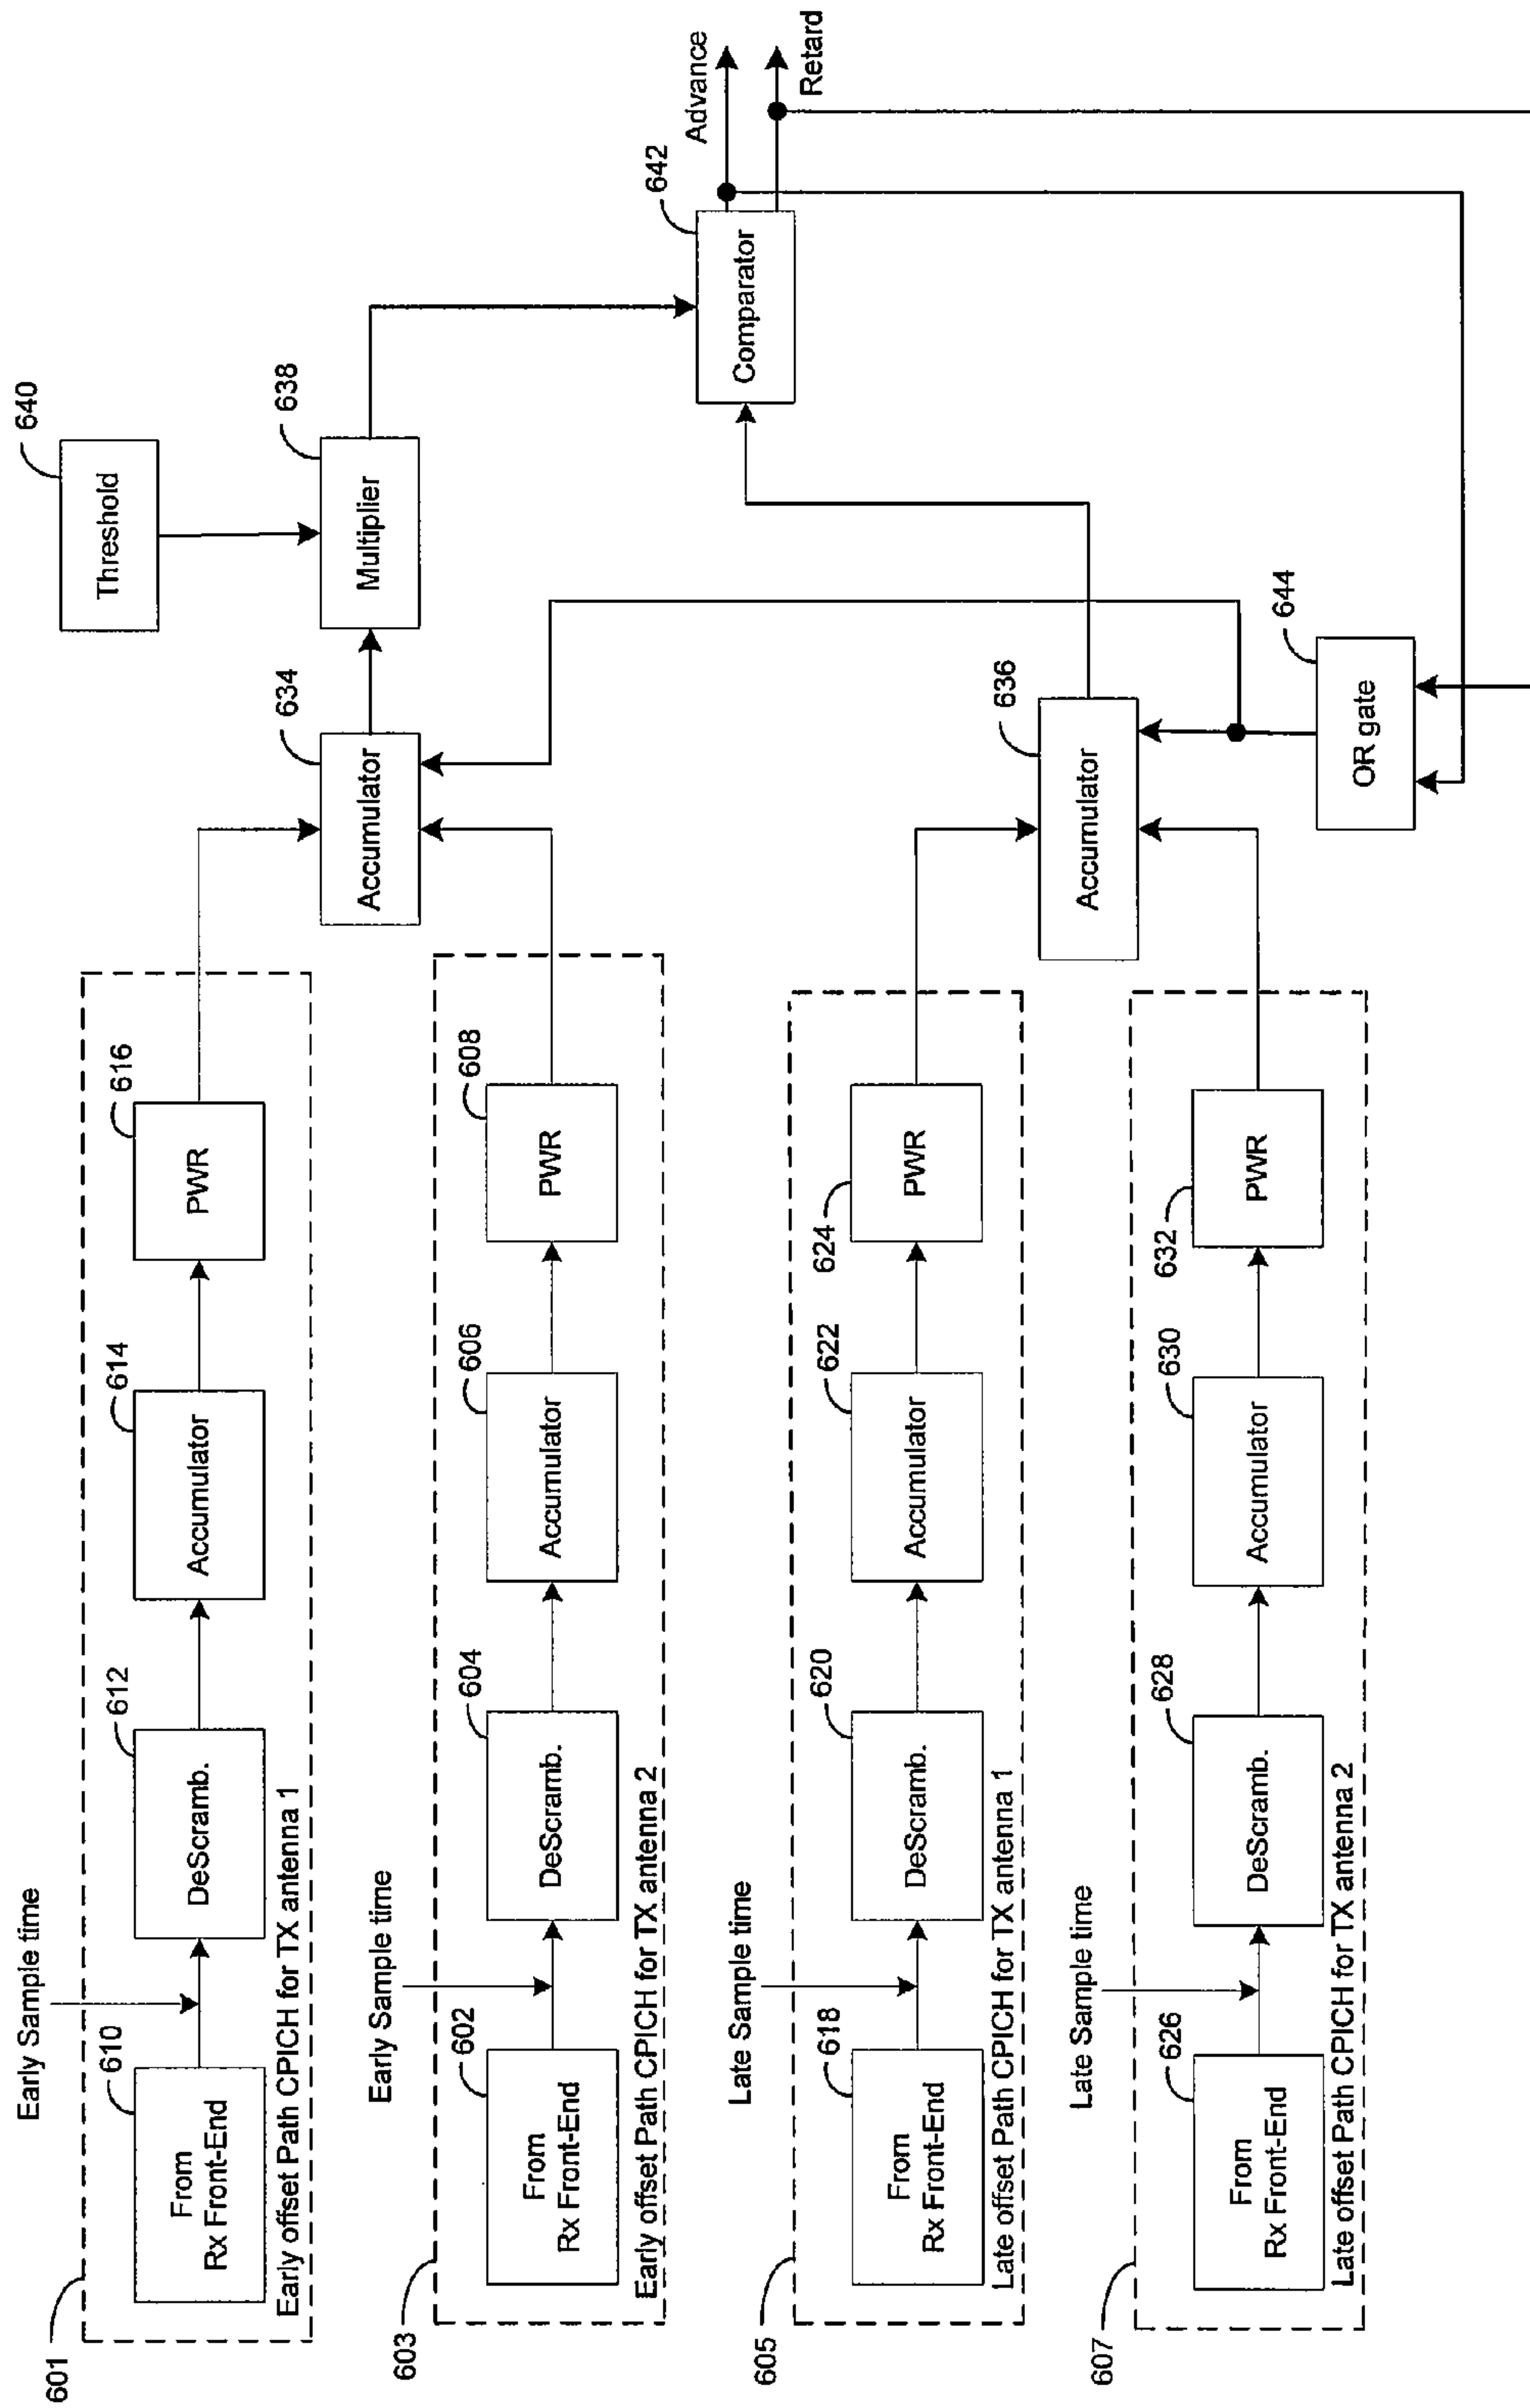 Early Sample time
601
610
From
Rx Front-End
612
DeScramb.
614
Accumulator
616
PWR
Early offset Path CPICH for TX antenna 1
Early Sample time
603
602
From
Rx Front-End
604
DeScramb.
606
Accumulator
608
PWR
Early offset Path CPICH for TX antenna 2
Late Sample time
605
618
From
Rx Front-End
620
DeScramb.
622
Accumulator
624
PWR
Late offset Path CPICH for TX antenna 1
Late Sample time
607
626
From
Rx Front-End
628
DeScramb.
630
Accumulator
632
PWR
Late offset Path CPICH for TX antenna 2
634
Accumulator
636
Accumulator
640
Threshold
638
Multiplier
642
Comparator
Advance
Retard
644
OR gate